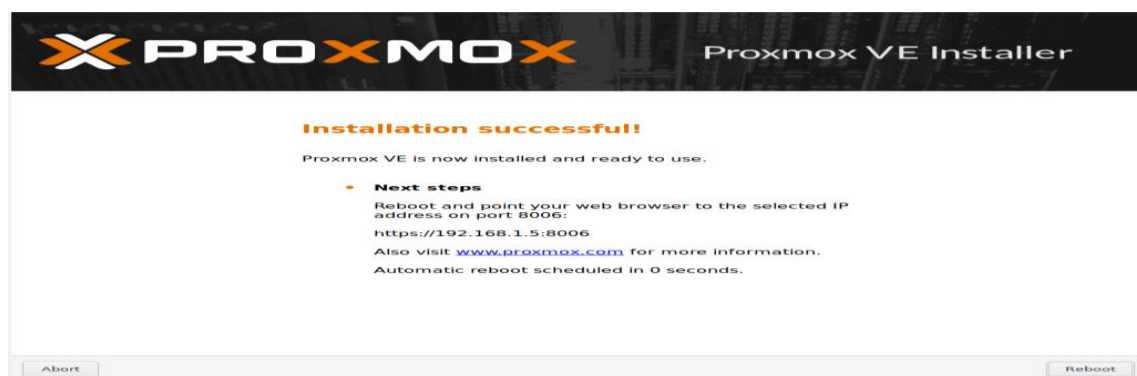 PROXMOX
Proxmox VE Installer
Installation successful!
Proxmox VE is now installed and ready to use.
• Next steps
Reboot and point your web browser to the selected IP
address on port 8006:
https://192.168.1.5:8006
Also visit www.proxmox.com for more information.
Automatic reboot scheduled in 0 seconds.
Abort
Reboot